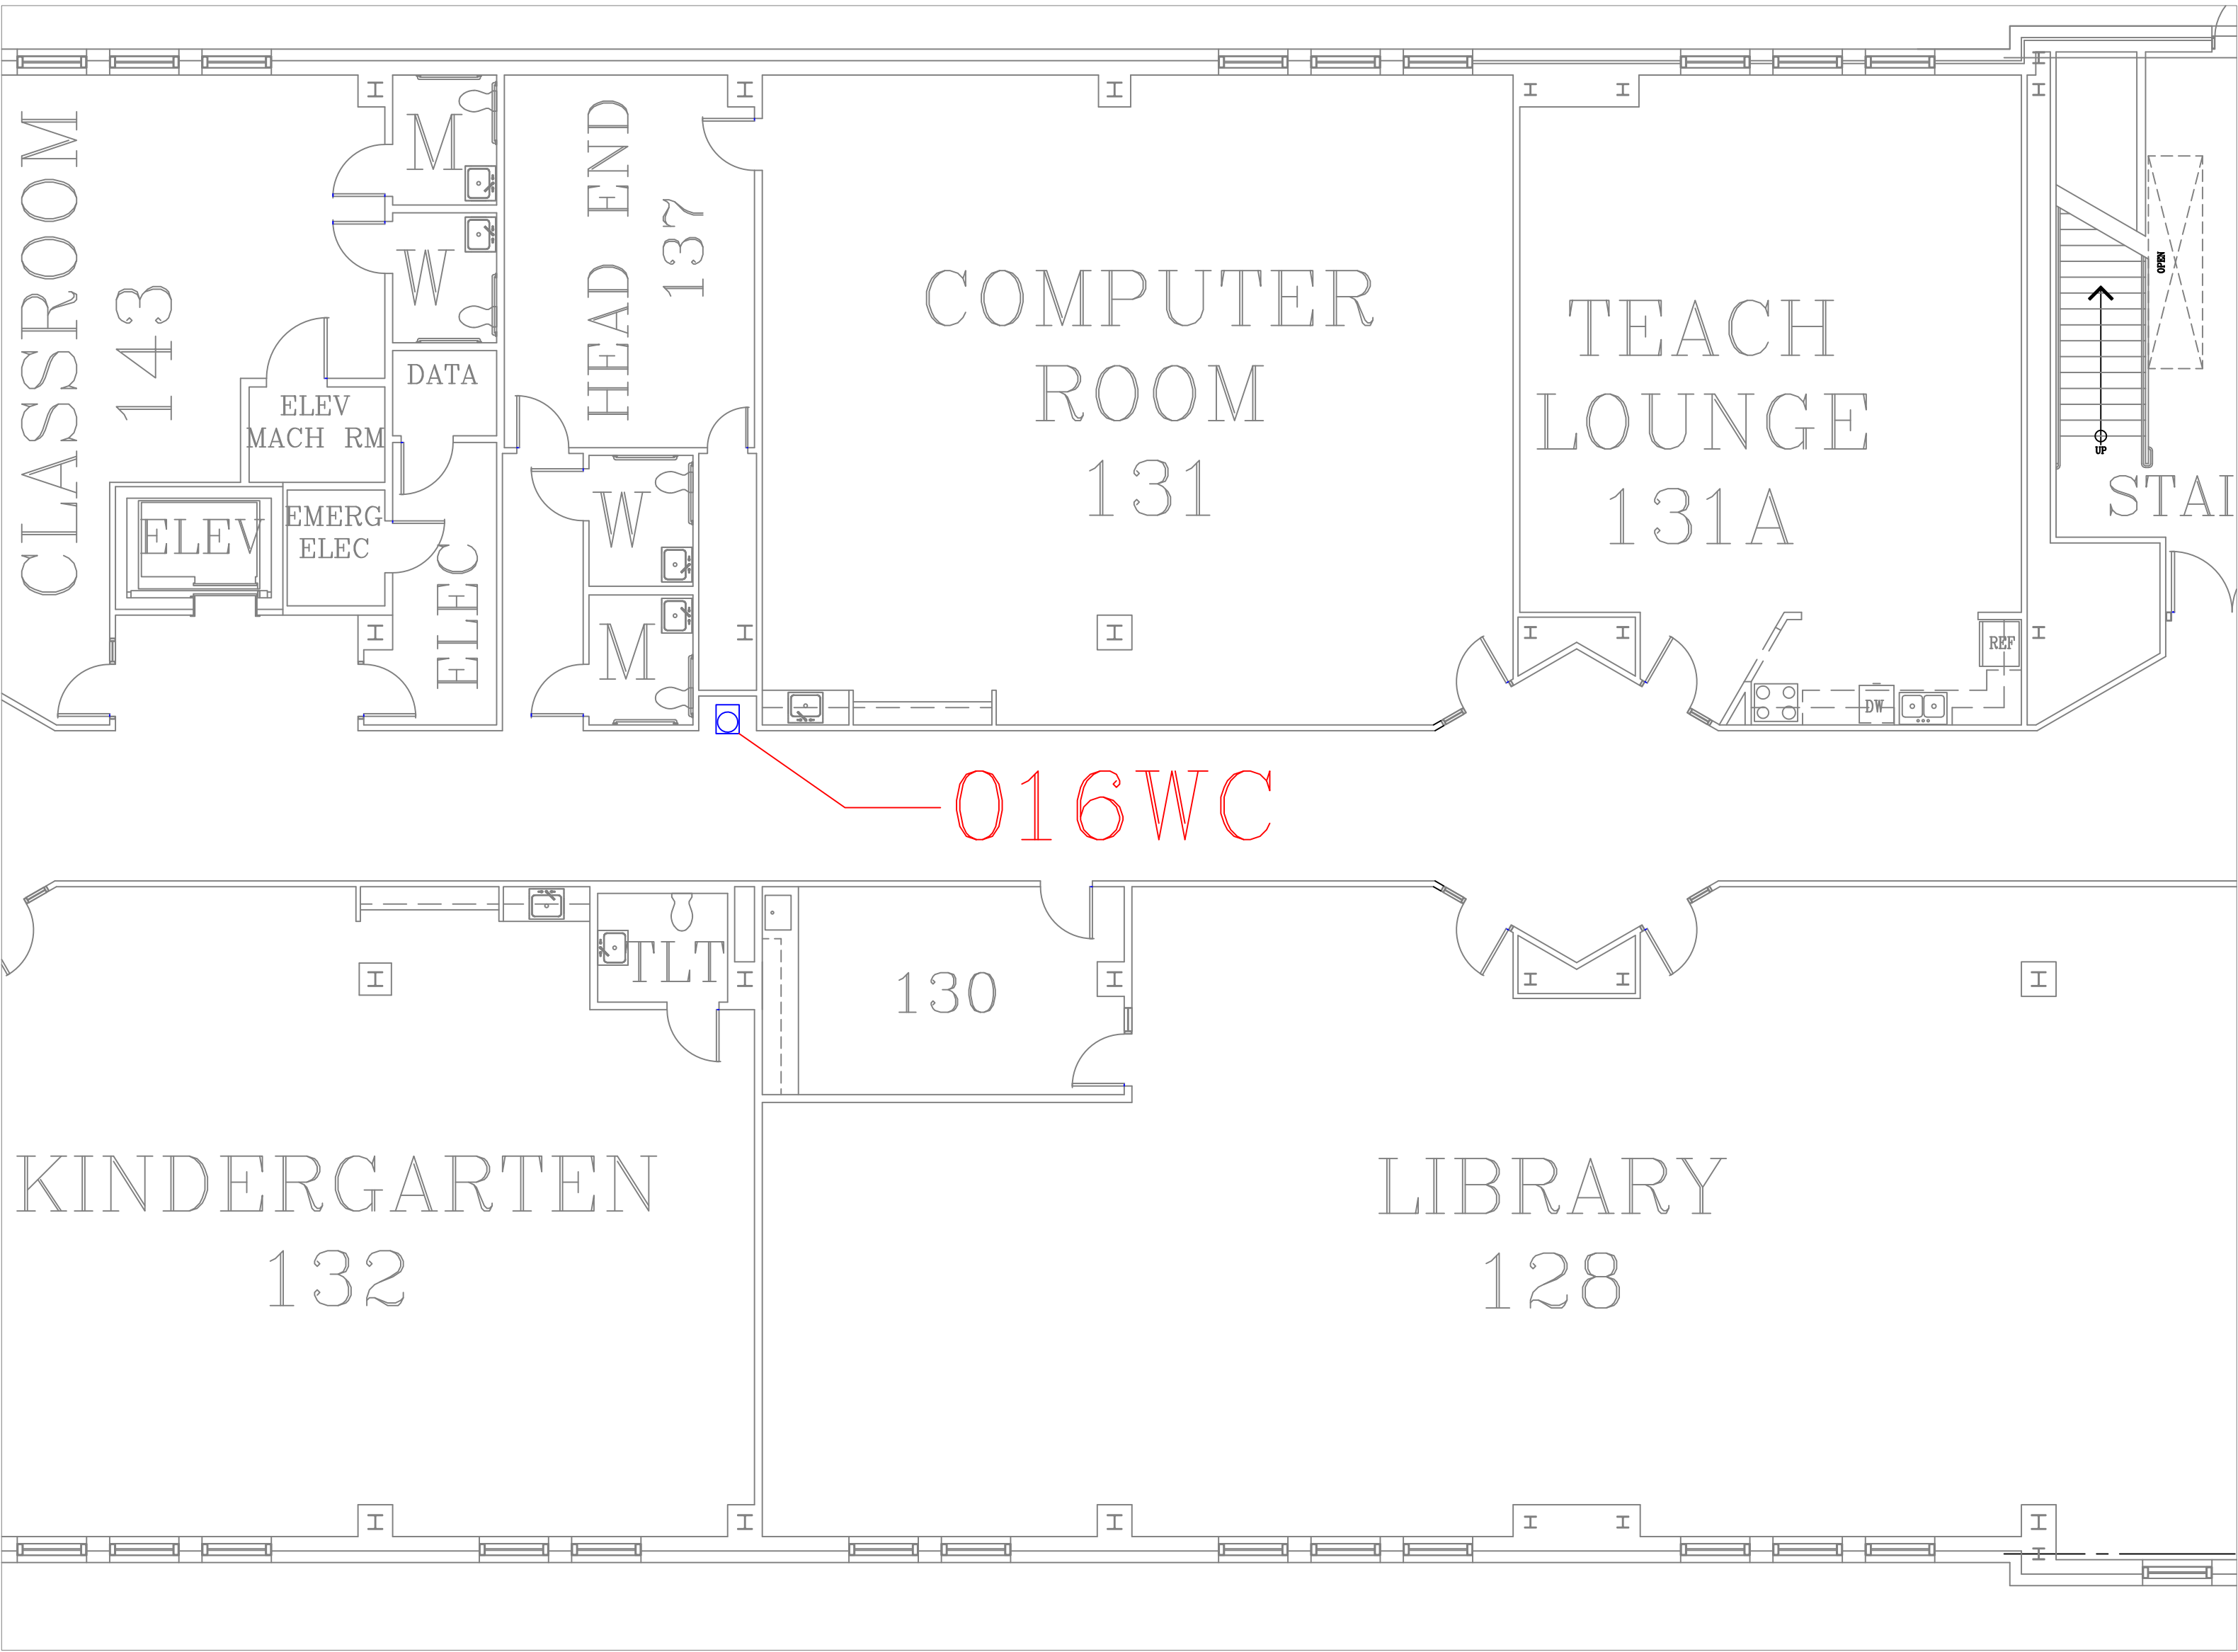 CLASSROOM
143
M
W
HEAD END
137
DATA
ELEV
MACH RM
ELEV
EMERG
ELEC
ELEC
W
M
COMPUTER
ROOM
131
TEACH
LOUNGE
131A
OPEN
UP
STAI
REF
DW
016WC
TLT
130
KINDERGARTEN
132
LIBRARY
128